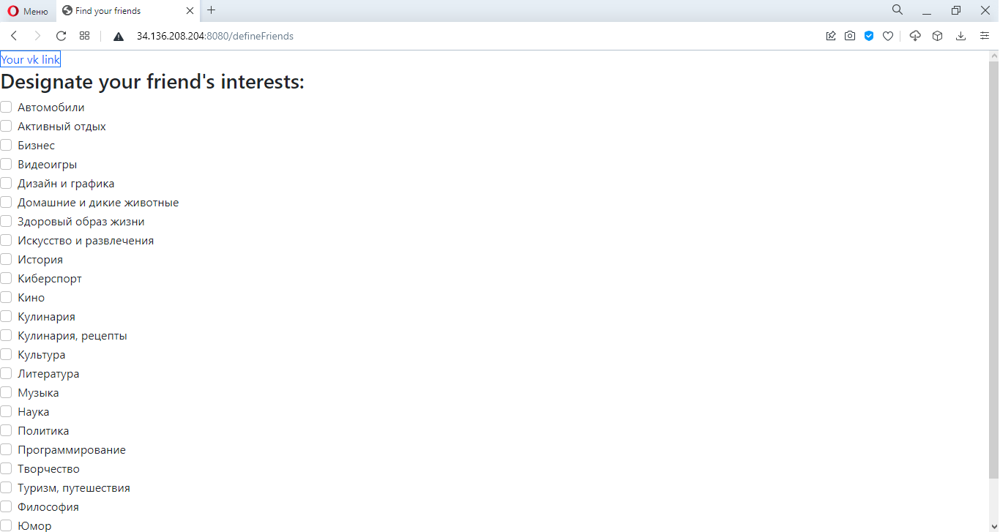 Меню
Find your friends
34.136.208.204:8080/defineFriends
Your vk link
Designate your friend's interests:
Автомобили
Активный отдых
Бизнес
Видеоигры
Дизайн и графика
Домашние и дикие животные
Здоровый образ жизни
Искусство и развлечения
История
Киберспорт
Кино
Кулинария
Кулинария, рецепты
Культура
Литература
Музыка
Наука
Политика
Программирование
Творчество
Туризм, путешествия
Философия
Юмор